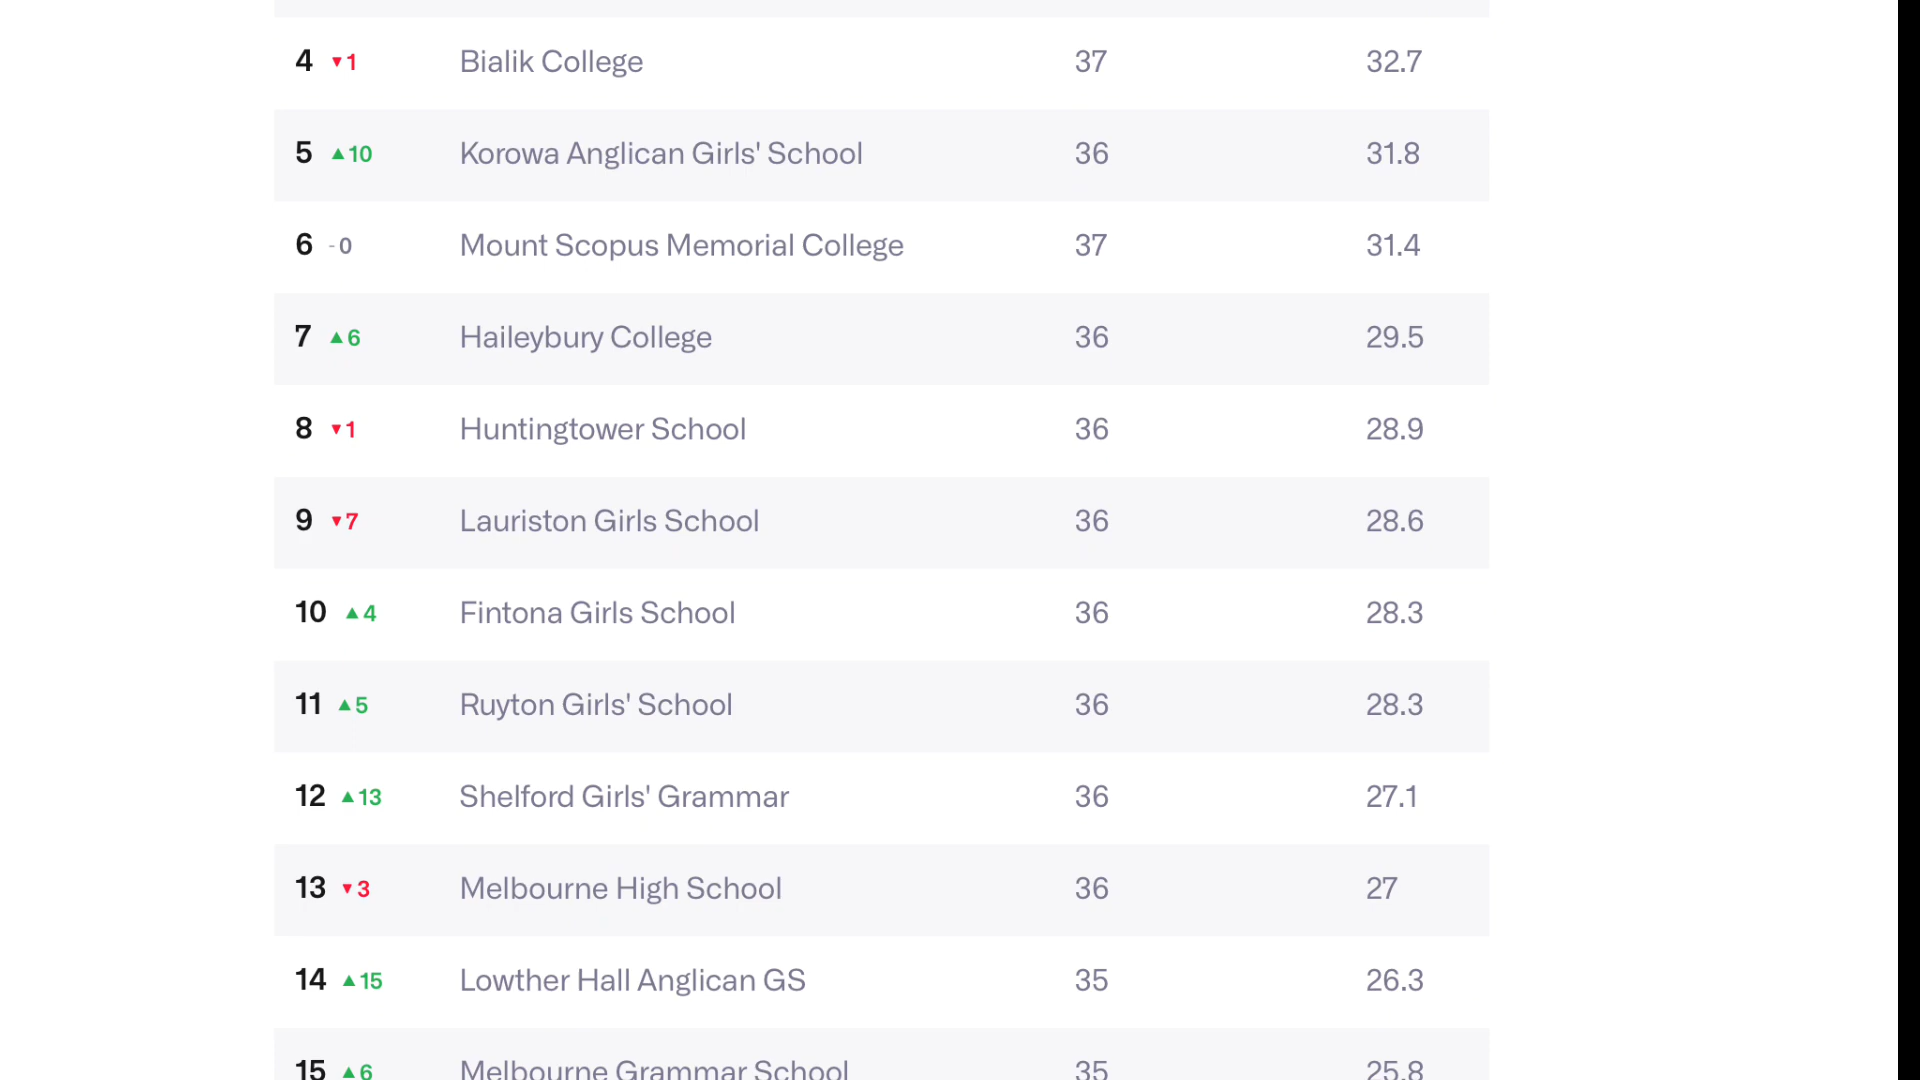 4 ▼1 Bialik College 37 32.7
5 ▲10 Korowa Anglican Girls' School 36 31.8
6 -0 Mount Scopus Memorial College 37 31.4
7 ▲6 Haileybury College 36 29.5
8 ▼1 Huntingtower School 36 28.9
9 ▼7 Lauriston Girls School 36 28.6
10 ▲4 Fintona Girls School 36 28.3
11 ▲5 Ruyton Girls' School 36 28.3
12 ▲13 Shelford Girls' Grammar 36 27.1
13 ▼3 Melbourne High School 36 27
14 ▲15 Lowther Hall Anglican GS 35 26.3
15 ▲6 Melbourne Grammar School 35 25.8